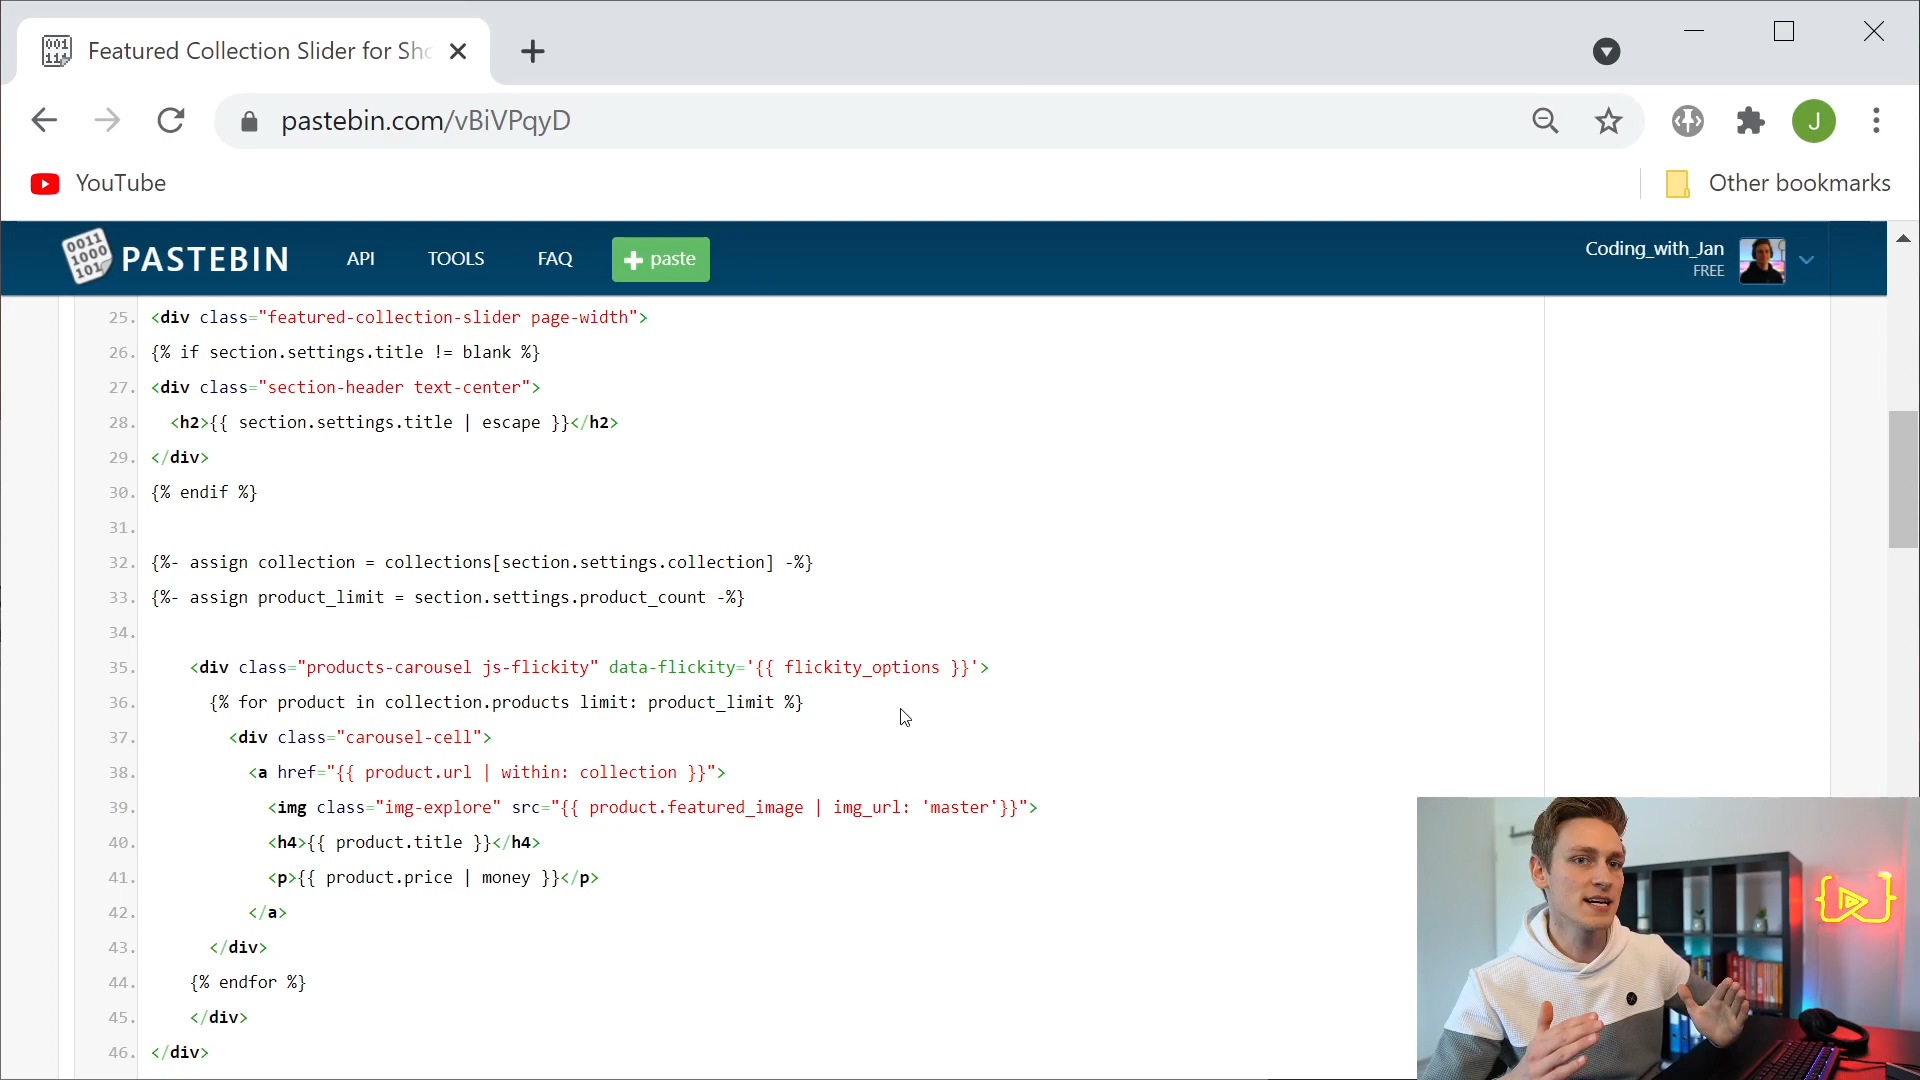 Featured Collection Slider for Sho
pastebin.com/vBiVPqyD
J
YouTube
Other bookmarks
0011
1000
101
PASTEBIN
API
TOOLS
FAQ
paste
Coding_with_Jan
FREE
25. <div class="featured-collection-slider page-width">
26. {% if section.settings.title != blank %}
27. <div class="section-header text-center">
28. <h2>{{ section.settings.title | escape }}</h2>
29. </div>
30. {% endif %}
31.
32. {%- assign collection = collections[section.settings.collection] -%}
33. {%- assign product_limit = section.settings.product_count -%}
34.
35. <div class="products-carousel js-flickity" data-flickity='{{ flickity_options }}'>
36. {% for product in collection.products limit: product_limit %}
37. <div class="carousel-cell">
38. <a href="{{ product.url | within: collection }}">
39. <img class="img-explore" src="{{ product.featured_image | img_url: 'master'}}">
40. <h4>{{ product.title }}</h4>
41. <p>{{ product.price | money }}</p>
42. </a>
43. </div>
44. {% endfor %}
45. </div>
46. </div>